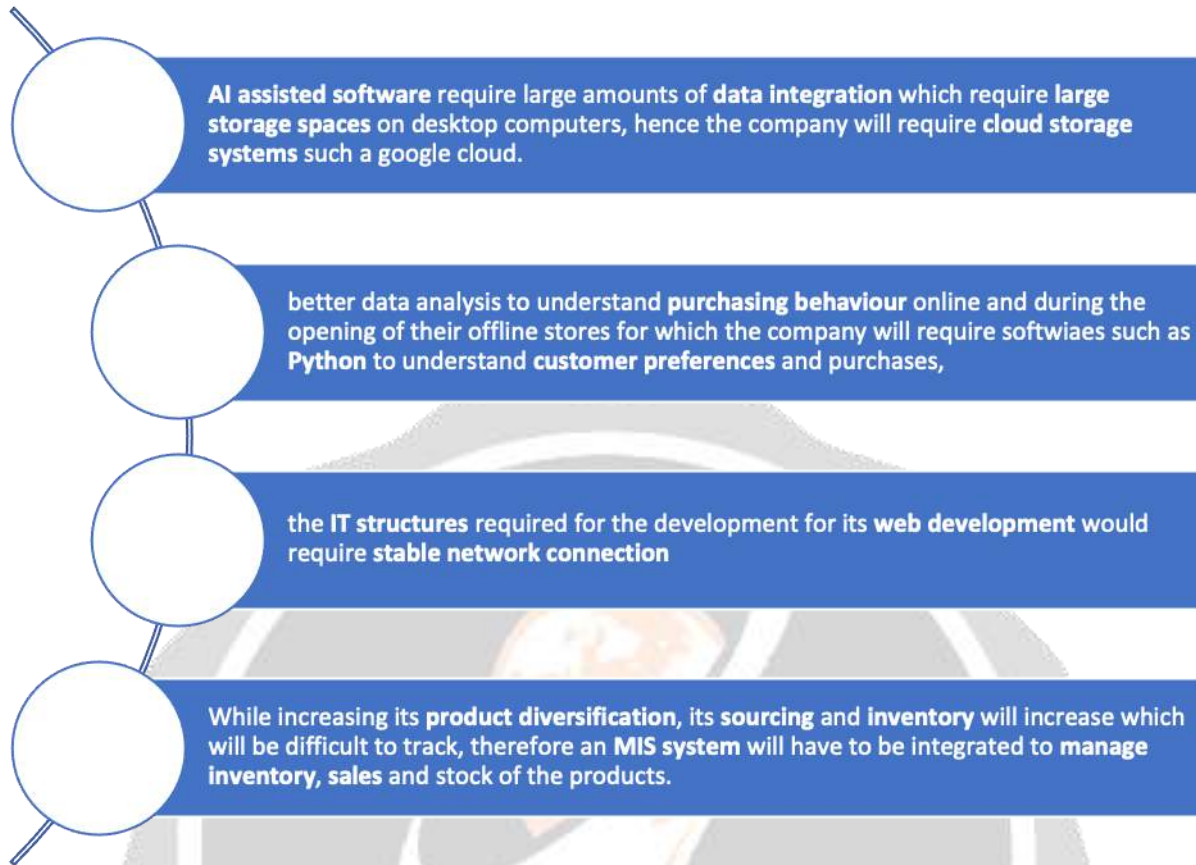 AI assisted software require large amounts of data integration which require large
storage spaces on desktop computers, hence the company will require cloud storage
systems such a google cloud.
better data analysis to understand purchasing behaviour online and during the
opening of their offline stores for which the company will require softwiaes such as
Python to understand customer preferences and purchases,
the IT structures required for the development for its web development would
require stable network connection
While increasing its product diversification, its sourcing and inventory will increase which
will be difficult to track, therefore an MIS system will have to be integrated to manage
inventory, sales and stock of the products.